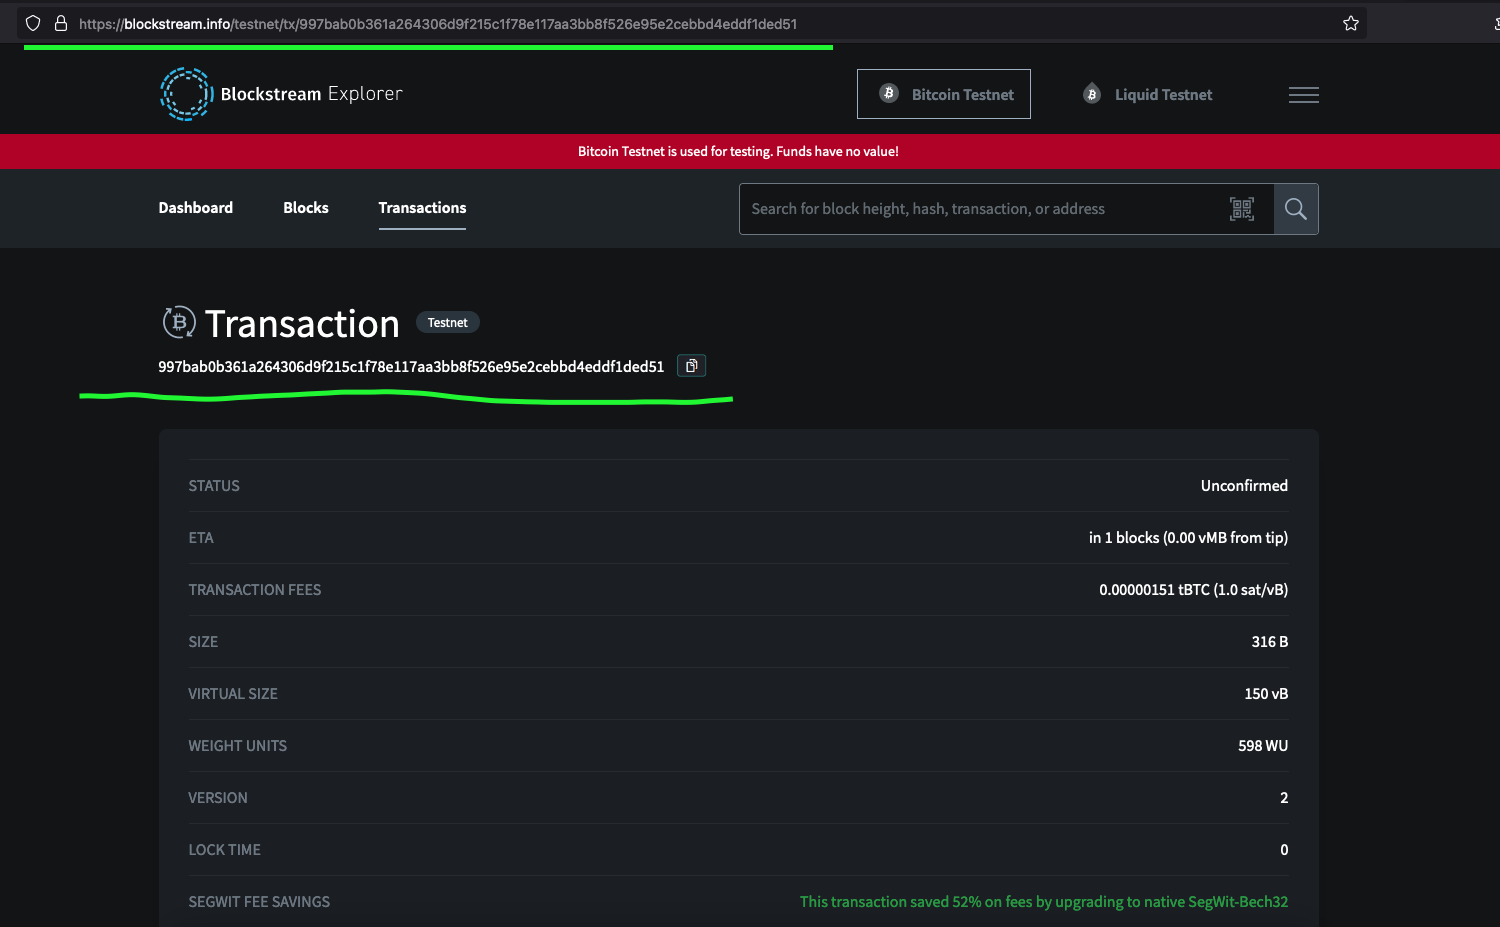 https://blockstream.info/testnet/tx/997bab0b361a264306d9f215c1f78e117aa3bb8f526e95e2cebbd4eddf1ded51
Blockstream Explorer
Bitcoin Testnet
Liquid Testnet
Bitcoin Testnet is used for testing. Funds have no value!
Dashboard Blocks Transactions
Search for block height, hash, transaction, or address
Transaction Testnet
997bab0b361a264306d9f215c1f78e117aa3bb8f526e95e2cebbd4eddf1ded51
STATUS Unconfirmed
ETA in 1 blocks (0.00 vMB from tip)
TRANSACTION FEES 0.00000151 tBTC (1.0 sat/vB)
SIZE 316 B
VIRTUAL SIZE 150 vB
WEIGHT UNITS 598 WU
VERSION 2
LOCK TIME 0
SEGWIT FEE SAVINGS This transaction saved 52% on fees by upgrading to native SegWit-Bech32